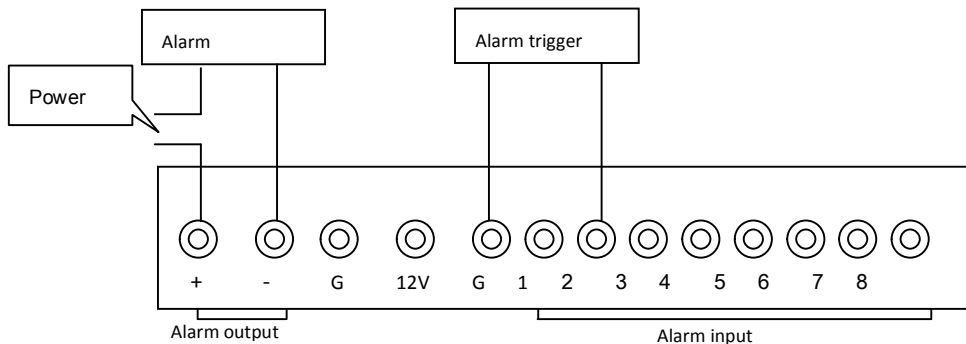 Alarm
Alarm trigger
Power
+ - G 12V G 1 2 3 4 5 6 7 8
Alarm output
Alarm input